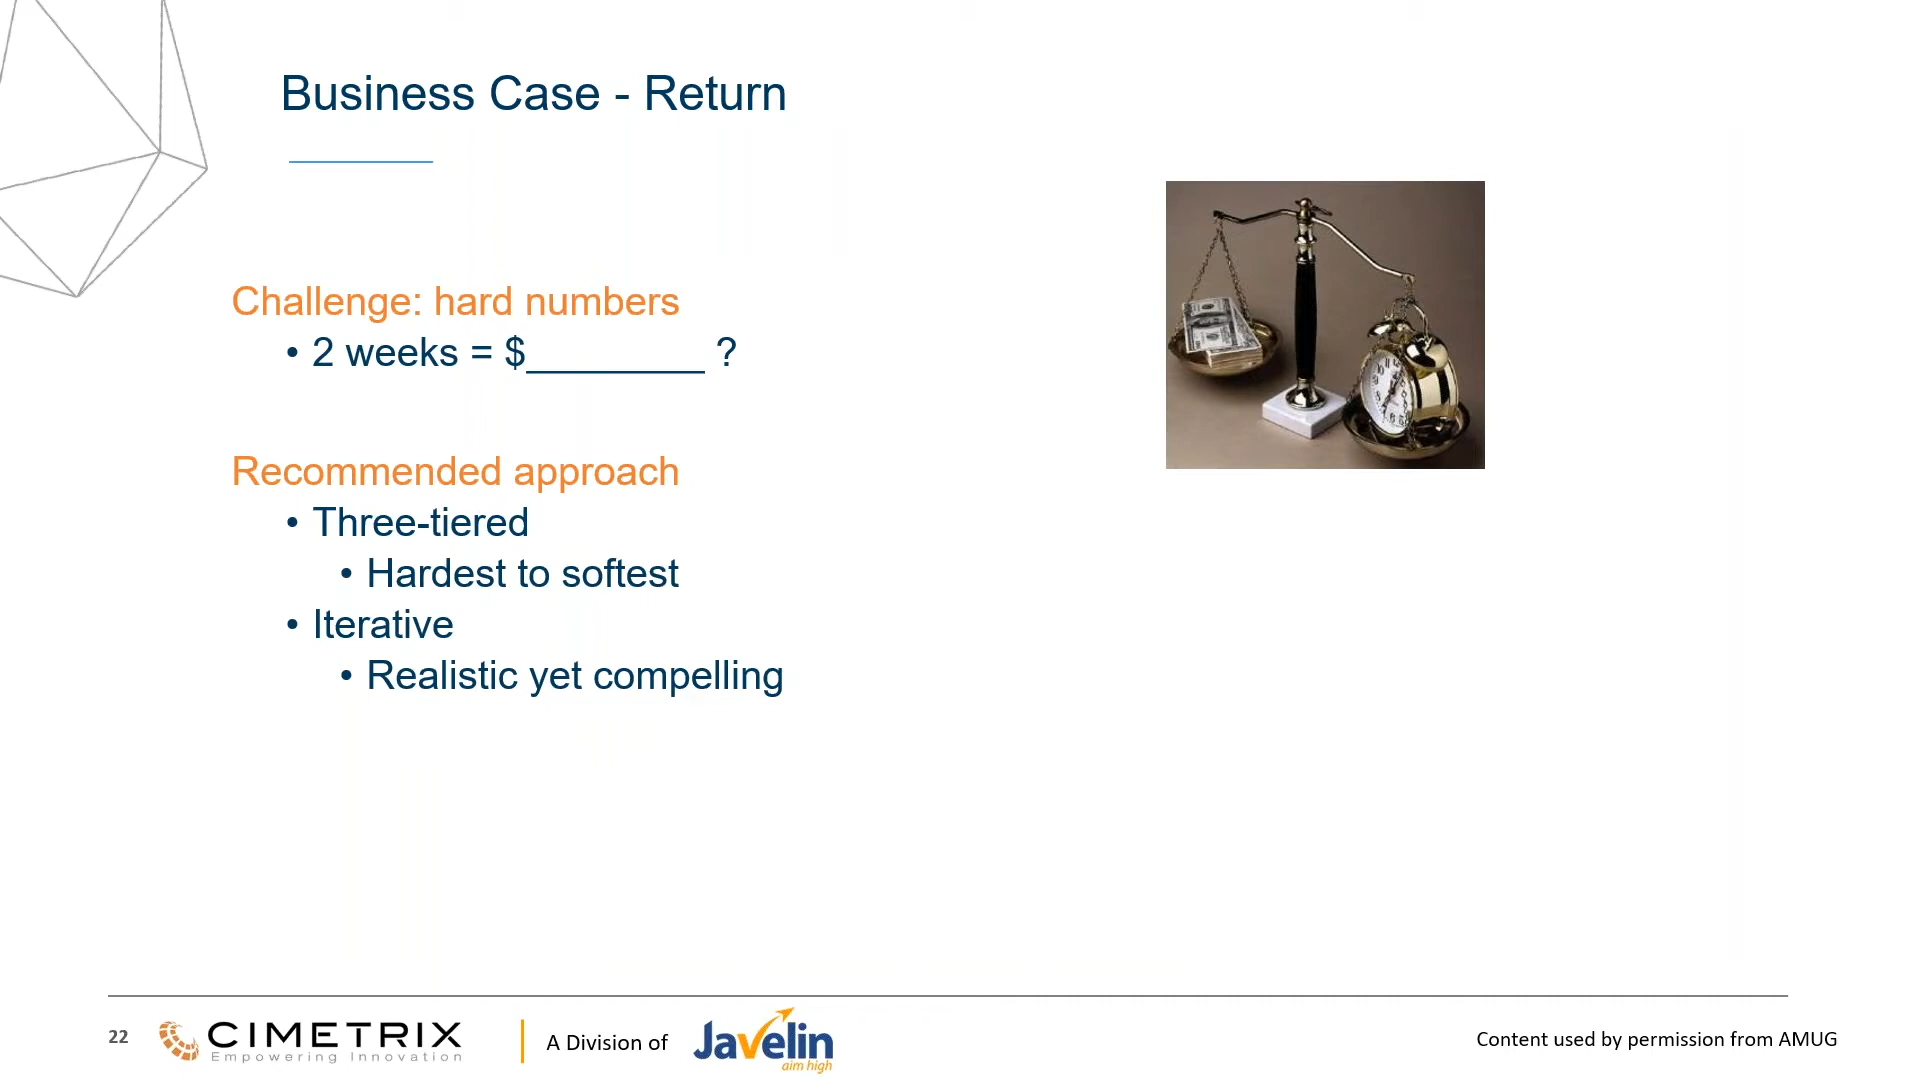 Business Case - Return
Challenge: hard numbers
• 2 weeks = $________ ?
Recommended approach
• Three-tiered
• Hardest to softest
• Iterative
• Realistic yet compelling
22
CIMETRIX
Empowering Innovation
A Division of
Javelin
aim high
Content used by permission from AMUG